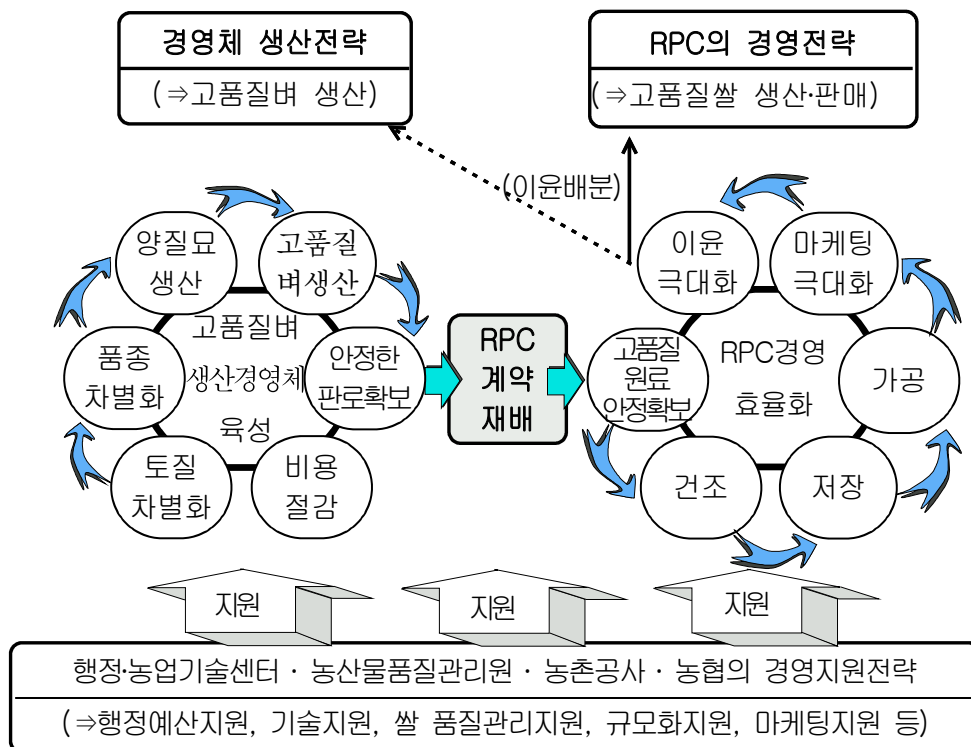 경영체 생산전략
(⇒고품질벼 생산)
RPC의 경영전략
(⇒고품질쌀 생산·판매)
(이윤배분)
양질묘
생산
고품질
벼생산
품종
차별화
고품질벼
생산경영체
육성
안정한
판로확보
토질
차별화
비용
절감
RPC
계약
재배
이윤
극대화
마케팅
극대화
고품질
원료
안정확보
RPC경영
효율화
가공
건조
저장
지원
지원
지원
행정·농업기술센터 · 농산물품질관리원 · 농촌공사 · 농협의 경영지원전략
(⇒행정예산지원, 기술지원, 쌀 품질관리지원, 규모화지원, 마케팅지원 등)